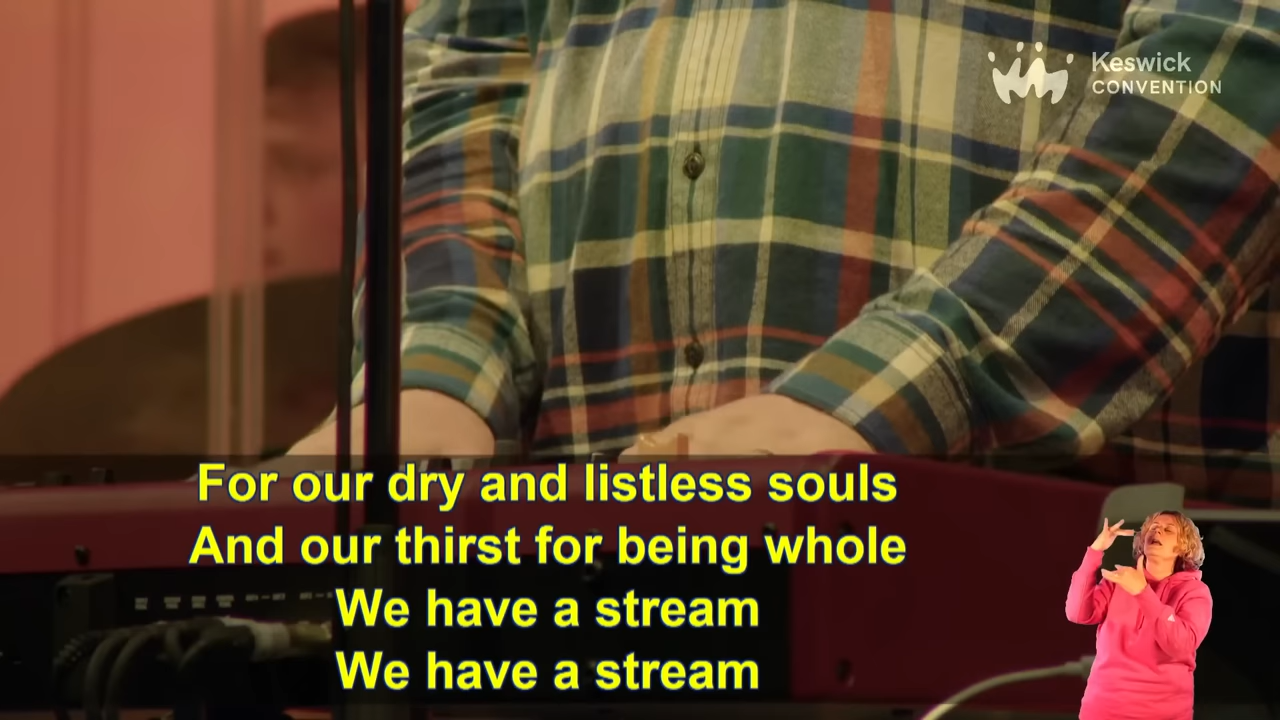 Keswick
CONVENTION
For our dry and listless souls
And our thirst for being whole
We have a stream
We have a stream